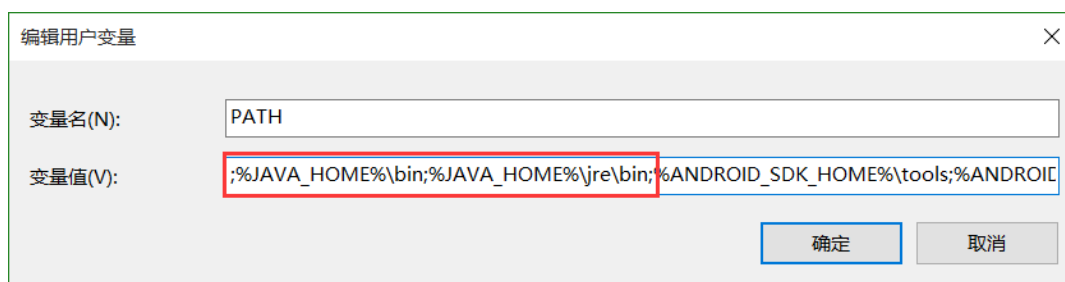 编辑用户变量
变量名(N): PATH
变量值(V): ;%JAVA_HOME%\bin;%JAVA_HOME%\jre\bin;%ANDROID_SDK_HOME%\tools;%ANDROID
确定 取消